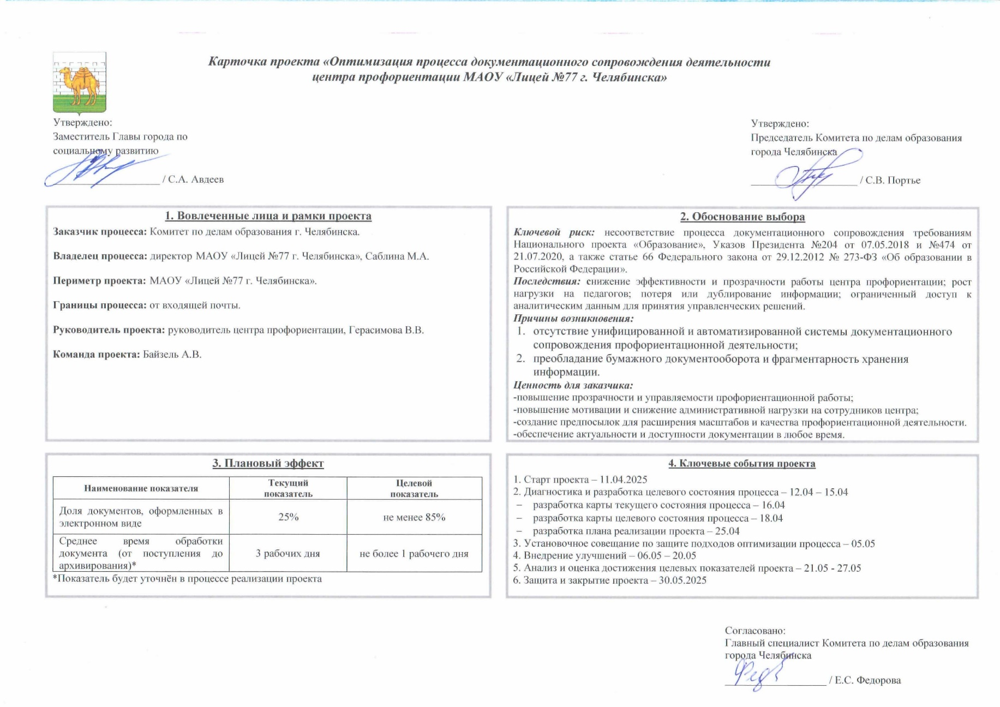 Карточка проекта «Оптимизация процесса документационного сопровождения деятельности
центра профориентации МАОУ «Лицей №77 г. Челябинска»
Утверждено:
Заместитель Главы города по
социальному развитию
/ С.А. Авдеев
Утверждено:
Председатель Комитета по делам образования
города Челябинска
/ С.В. Портье
1. Вовлеченные лица и рамки проекта
Заказчик процесса: Комитет по делам образования г. Челябинска.
Владелец процесса: директор МАОУ «Лицей №77 г. Челябинска», Саблина М.А.
Периметр проекта: МАОУ «Лицей №77 г. Челябинска».
Границы процесса: от входящей почты.
Руководитель проекта: руководитель центра профориентации, Герасимова В.В.
Команда проекта: Байзель А.В.
2. Обоснование выбора
Ключевой риск: несоответствие процесса документационного сопровождения требованиям
Национального проекта «Образование», Указов Президента №204 от 07.05.2018 и №474 от
21.07.2020, а также статье 66 Федерального закона от 29.12.2012 № 273-ФЗ «Об образовании в
Российской Федерации».
Последствия: снижение эффективности и прозрачности работы центра профориентации; рост
нагрузки на педагогов; потеря или дублирование информации; ограниченный доступ к
аналитическим данным для принятия управленческих решений.
Причины возникновения:
1. отсутствие унифицированной и автоматизированной системы документационного
сопровождения профориентационной деятельности;
2. преобладание бумажного документооборота и фрагментарность хранения
информации.
Ценность для заказчика:
-повышение прозрачности и управляемости профориентационной работы;
-повышение мотивации и снижение административной нагрузки на сотрудников центра;
-создание предпосылок для расширения масштабов и качества профориентационной деятельности.
-обеспечение актуальности и доступности документации в любое время.
3. Плановый эффект
Наименование показателя
Текущий
показатель
Целевой
показатель
Доля документов, оформленных в
электронном виде
25%
не менее 85%
Среднее время обработки
документа (от поступления до
архивирования)*
3 рабочих дня
не более 1 рабочего дня
*Показатель будет уточнён в процессе реализации проекта
4. Ключевые события проекта
1. Старт проекта – 11.04.2025
2. Диагностика и разработка целевого состояния процесса – 12.04 – 15.04
– разработка карты текущего состояния процесса – 16.04
– разработка карты целевого состояния процесса – 18.04
– разработка плана реализации проекта – 25.04
3. Установочное совещание по защите подходов оптимизации процесса – 05.05
4. Внедрение улучшений – 06.05 – 20.05
5. Анализ и оценка достижения целевых показателей проекта – 21.05 - 27.05
6. Защита и закрытие проекта – 30.05.2025
Согласовано:
Главный специалист Комитета по делам образования
города Челябинска
/ Е.С. Федорова